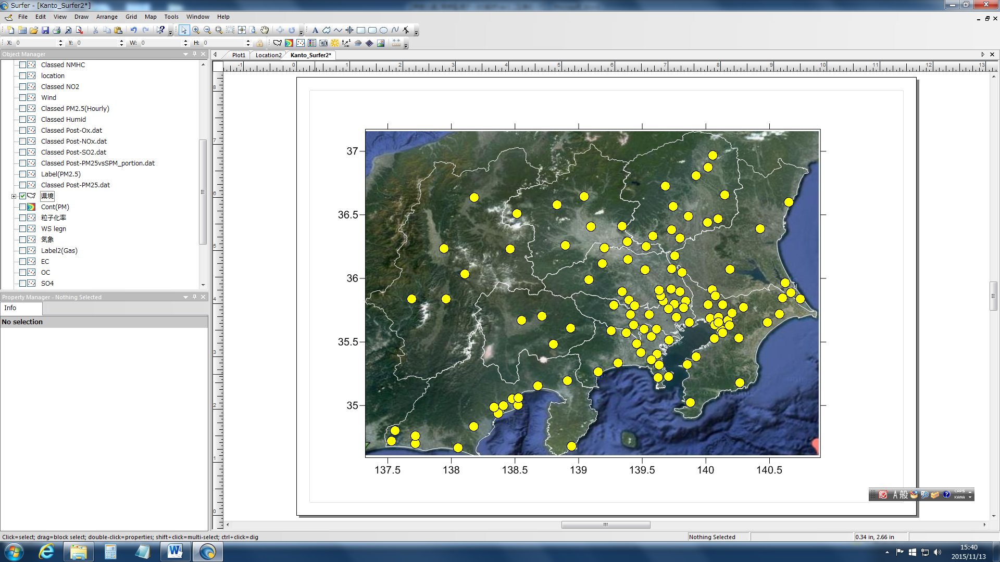 Surfer - [Kanto_Surfer2*]
File Edit View Draw Arrange Grid Map Tools Window Help
X: 0 Y: 0 W: 0 H: 0
Object Manager
Plot1 Location2 Kanto_Surfer2*
Classed NMHC
location
Classed NO2
Wind
Classed PM2.5(Hourly)
Classed Humid
Classed Post-Ox.dat
Classed Post-NOx.dat
Classed Post-SO2.dat
Classed Post-PM25vsSPM_portion.dat
Label(PM2.5)
Classed Post-PM25.dat
県境
Cont(PM)
粒子化率
WS legn
気象
Label2(Gas)
EC
OC
SO4
Property Manager - Nothing Selected
Info
No selection
-1 0 1 2 3 4 5 6 7 8 9 10 11 12 13
8
7
6
5
4
3
2
1
0
37
36.5
36
35.5
35
137.5 138 138.5 139 139.5 140 140.5
A 般 CAPS
KANA
Click=select; drag=block select; double-click=properties; shift+click=multi-select; ctrl+click=dig
Nothing Selected
0.34 in, 2.66 in
15:40
2015/11/13